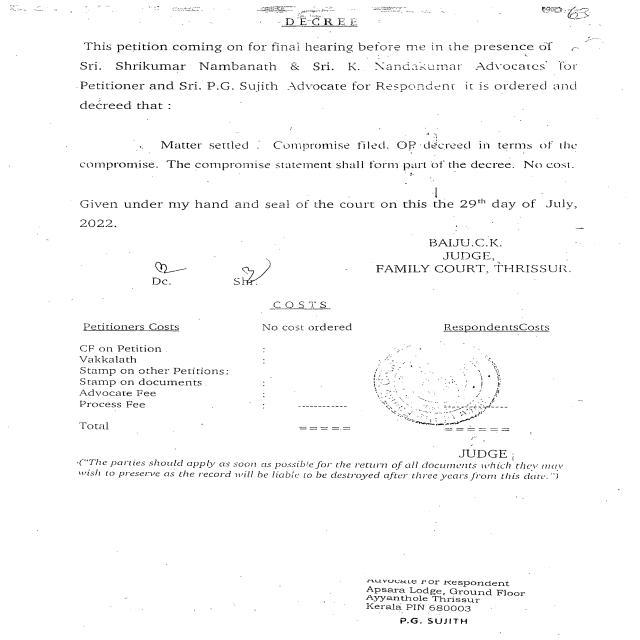 63
DECREE
This petition coming on for final hearing before me in the presence of
Sri. Shrikumar Nambanath & Sri. K. Nandakumar Advocates for
Petitioner and Sri. P.G. Sujith Advocate for Respondent it is ordered and
decreed that :
Matter settled . Compromise filed. OP decreed in terms of the
compromise. The compromise statement shall form part of the decree. No cost.
Given under my hand and seal of the court on this the 29th day of July,
2022.
BAIJU.C.K.
JUDGE,
FAMILY COURT, THRISSUR.
Dc. Shr.
COSTS
Petitioners Costs No cost ordered RespondentsCosts
CF on Petition :
Vakkalath :
Stamp on other Petitions:
Stamp on documents :
Advocate Fee :
Process Fee : ----------
Total ===== ======
JUDGE
("The parties should apply as soon as possible for the return of all documents which they may
wish to preserve as the record will be liable to be destroyed after three years from this date.")
Advocate For Respondent
Apsara Lodge, Ground Floor
Ayyanthole Thrissur
Kerala PIN 680003
P.G. SUJITH